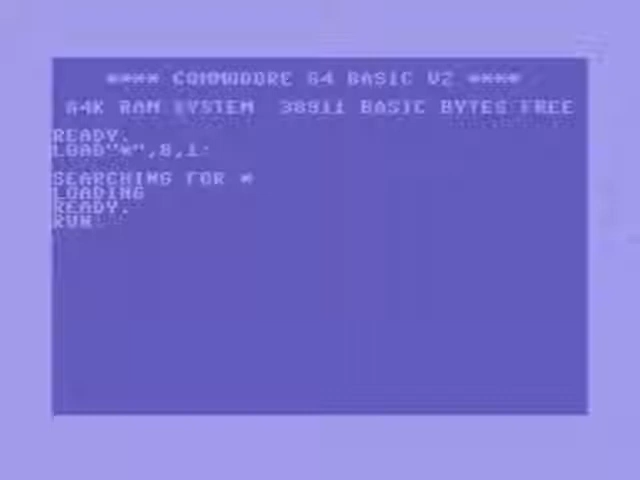 **** COMMODORE 64 BASIC V2 ****
64K RAM SYSTEM 38911 BASIC BYTES FREE
READY.
LOAD"*",8,1
SEARCHING FOR *
LOADING
READY.
RUN